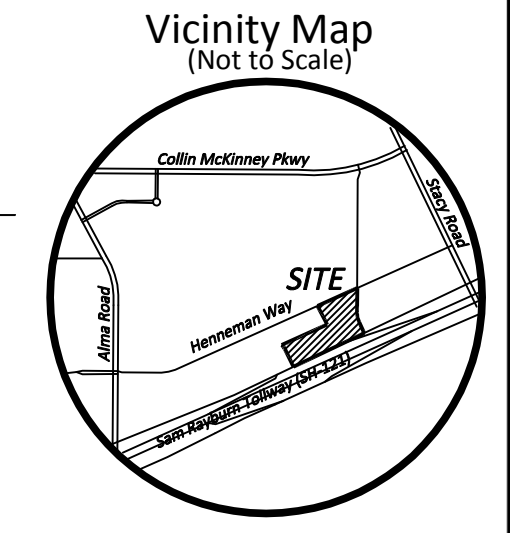 Vicinity Map
(Not to Scale)
Collin McKinney Pkwy
Stacy Road
SITE
Henneman Way
Alma Road
Sam Rayburn Tollway (SH-121)